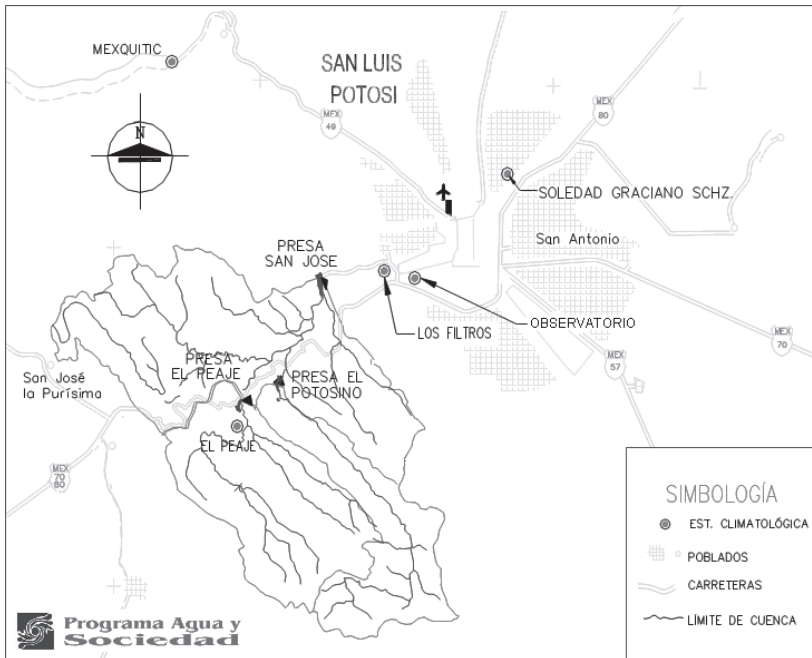 MEXQUITIC
SAN LUIS
POTOSI
MEX
49
MEX
80
N
SOLEDAD GRACIANO SCHZ.
San Antonio
PRESA
SAN JOSE
LOS FILTROS
OBSERVATORIO
PRESA
EL PEAJE
PRESA EL
POTOSINO
San José
la Purísima
EL PEAJE
MEX
57
MEX
70
MEX
70
80
SIMBOLOGÍA
EST. CLIMATOLÓGICA
POBLADOS
CARRETERAS
LÍMITE DE CUENCA
Programa Agua y
Sociedad